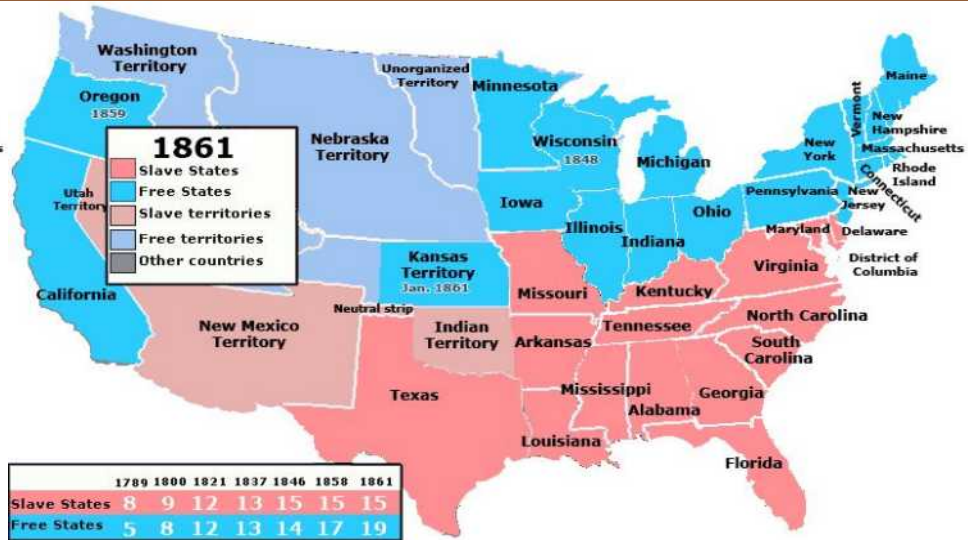 Washington
Territory
Oregon
1859
Unorganized
Territory
Minnesota
Nebraska
Territory
Wisconsin
1848
Michigan
Maine
Vermont
New
Hampshire
New
York
Massachusetts
Rhode
Island
Connecticut
1861
Slave States
Free States
Slave territories
Free territories
Other countries
Utah
Territory
California
Iowa
Illinois
Indiana
Ohio
Pennsylvania
New
Jersey
Maryland
Delaware
District of
Columbia
Kansas
Territory
Jan. 1861
Missouri
Kentucky
Virginia
New Mexico
Territory
Neutral strip
Indian
Territory
Arkansas
Tennessee
North Carolina
South
Carolina
Texas
Mississippi
Alabama
Georgia
Louisiana
Florida
1789 1800 1821 1837 1846 1858 1861
Slave States 8 9 12 13 15 15 15
Free States 5 8 12 13 14 17 19